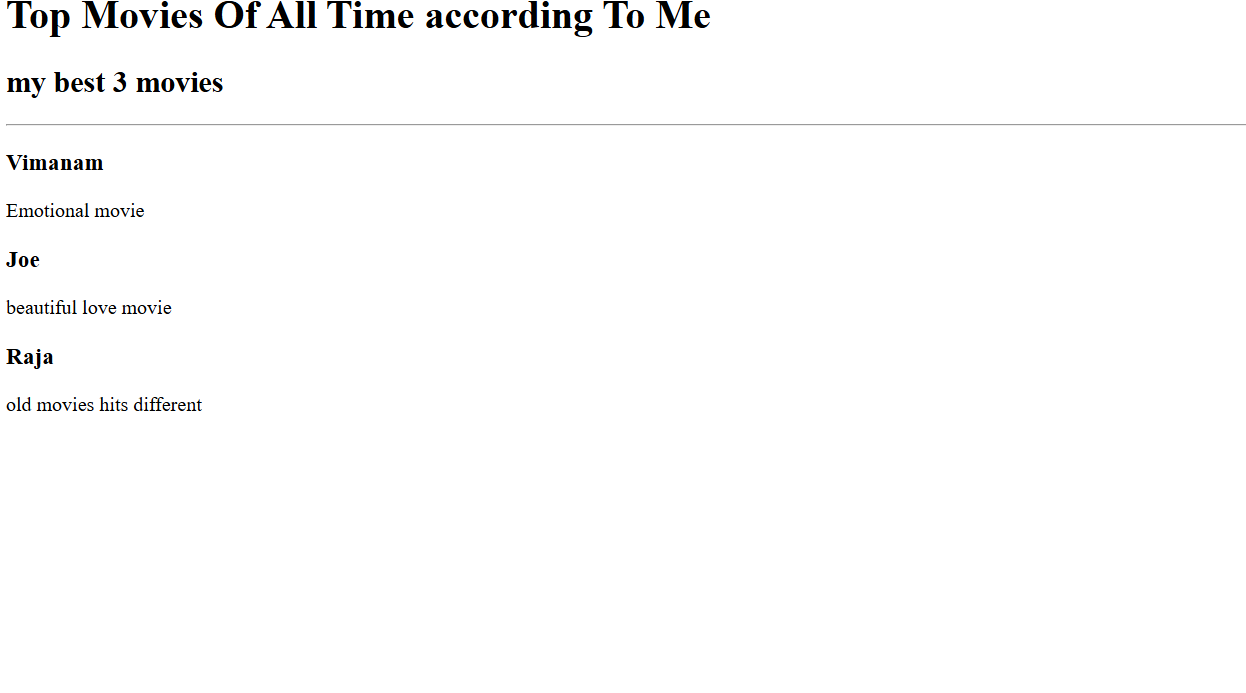 Top Movies Of All Time according To Me
my best 3 movies
Vimanam
Emotional movie
Joe
beautiful love movie
Raja
old movies hits different